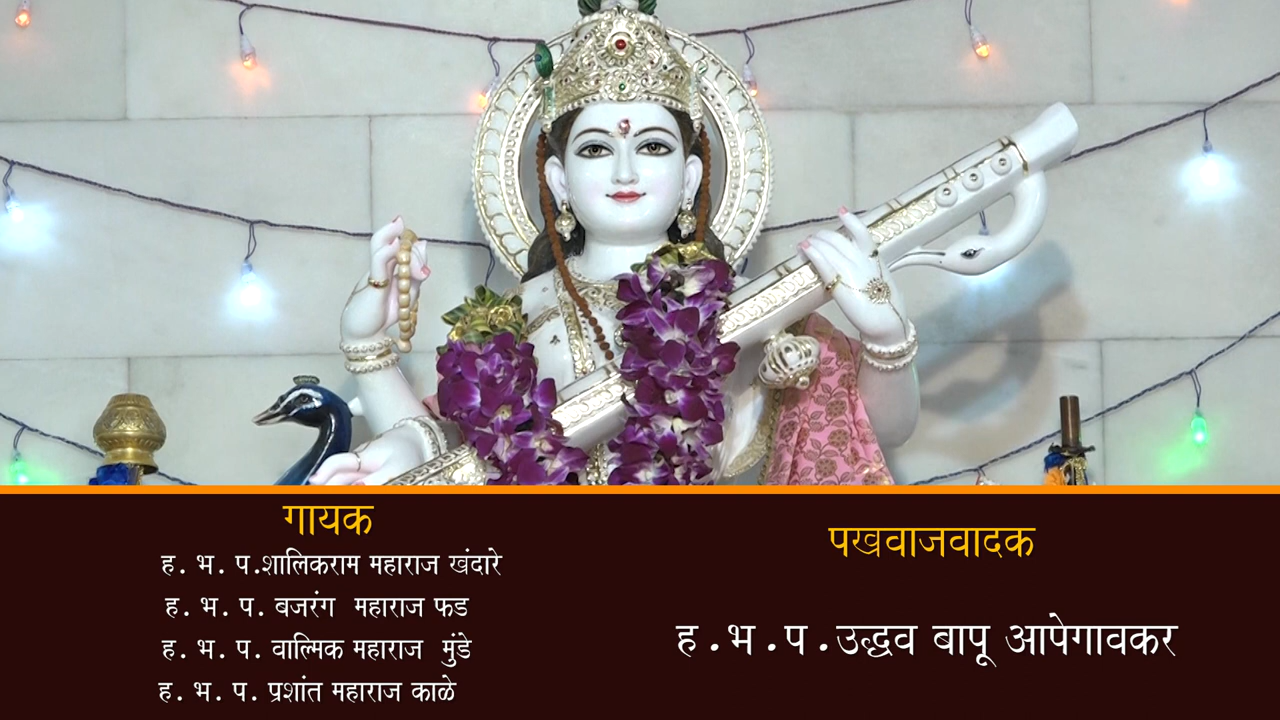 गायक
ह. भ. प.शालिकराम महाराज खंदारे
ह. भ. प. बजरंग महाराज फड
ह. भ. प. वाल्मिक महाराज मुंडे
ह. भ. प. प्रशांत महाराज काळे
पखवाजवादक
ह.भ.प.उद्धव बापू आपेगावकर